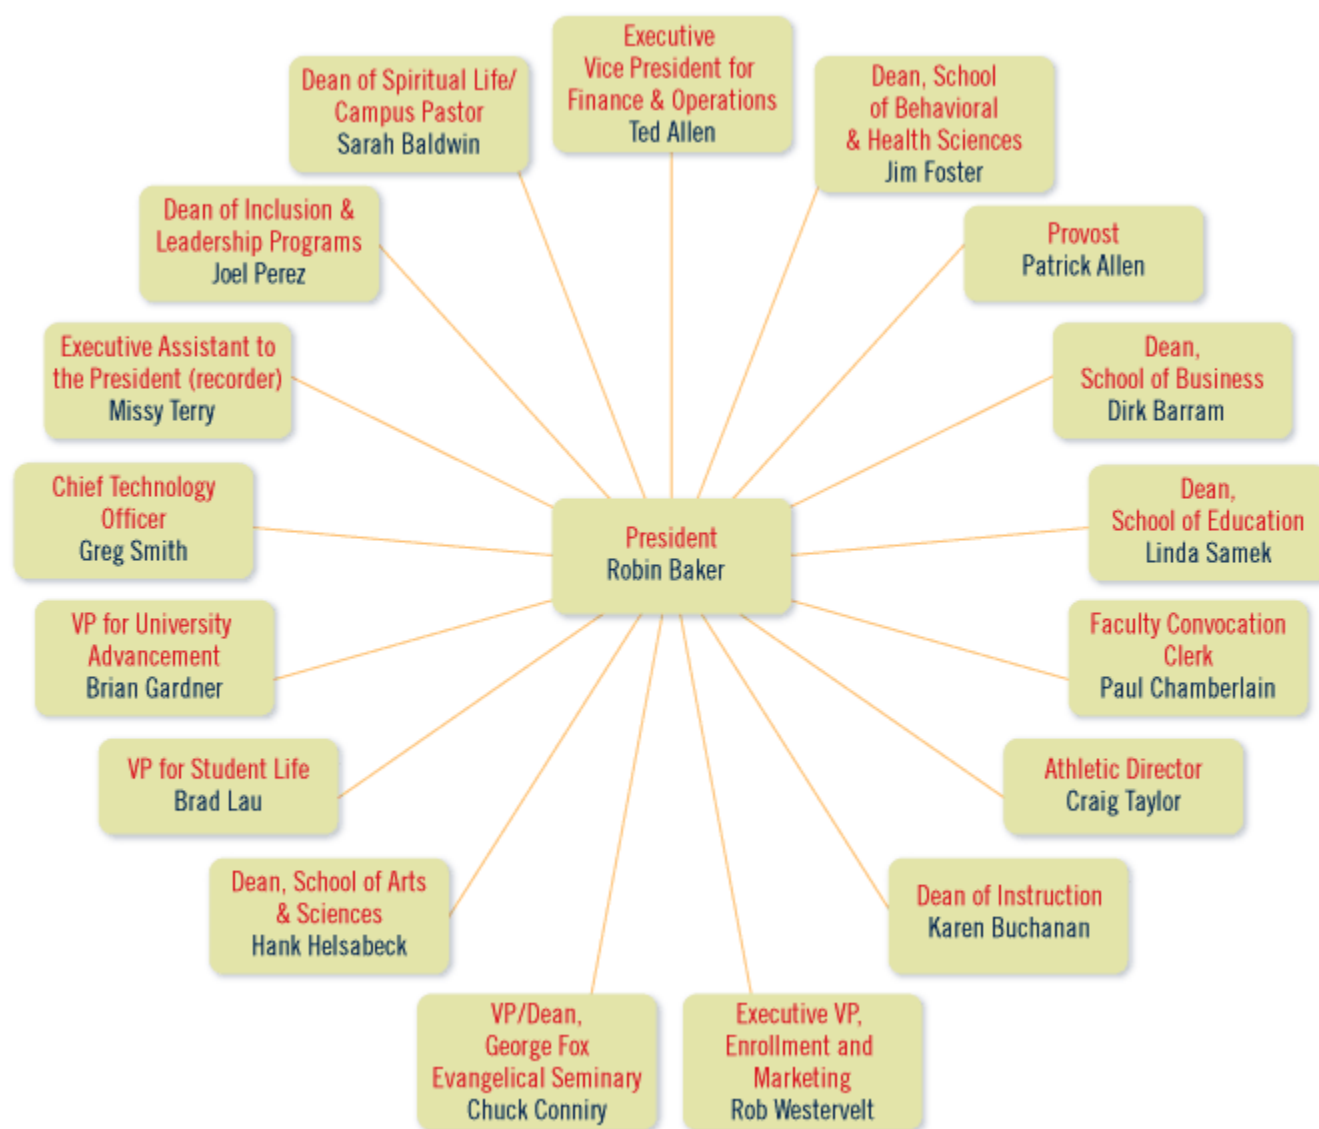 Executive
Vice President for
Finance & Operations
Ted Allen
Dean, School
of Behavioral
& Health Sciences
Jim Foster
Provost
Patrick Allen
Dean,
School of Business
Dirk Barram
Dean,
School of Education
Linda Samek
Faculty Convocation
Clerk
Paul Chamberlain
Athletic Director
Craig Taylor
Dean of Instruction
Karen Buchanan
Executive VP,
Enrollment and
Marketing
Rob Westervelt
VP/Dean,
George Fox
Evangelical Seminary
Chuck Conniry
Dean, School of Arts
& Sciences
Hank Helsabeck
VP for Student Life
Brad Lau
VP for University
Advancement
Brian Gardner
Chief Technology
Officer
Greg Smith
Executive Assistant to
the President (recorder)
Missy Terry
Dean of Inclusion &
Leadership Programs
Joel Perez
Dean of Spiritual Life/
Campus Pastor
Sarah Baldwin
President
Robin Baker